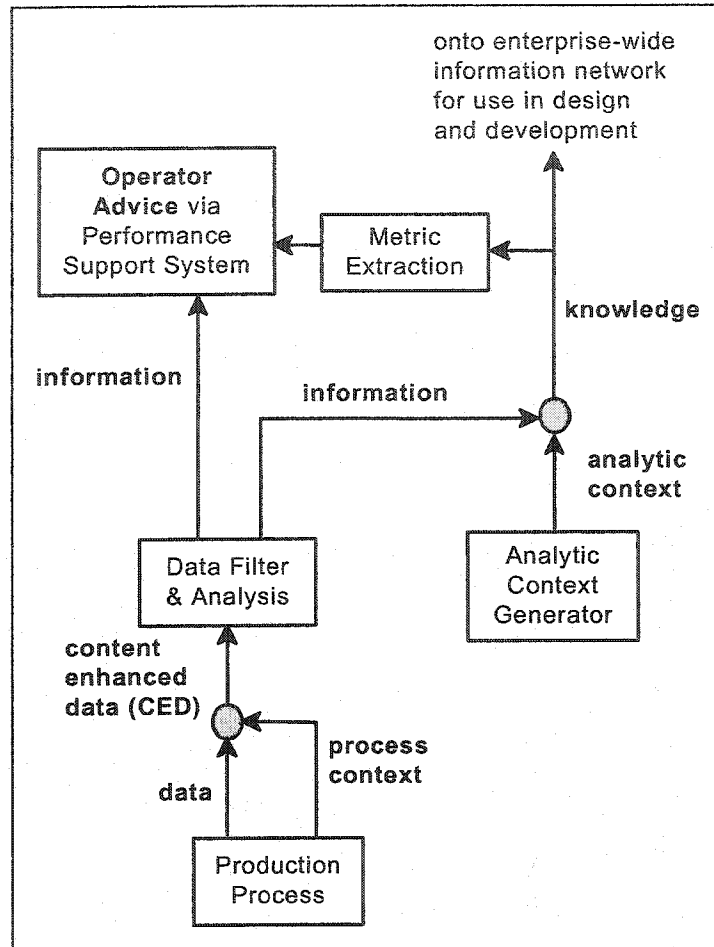 onto enterprise-wide
information network
for use in design
and development
Operator
Advice via
Performance
Support System
Metric
Extraction
knowledge
information
information
analytic
context
Data Filter
& Analysis
Analytic
Context
Generator
content
enhanced
data (CED)
process
context
data
Production
Process